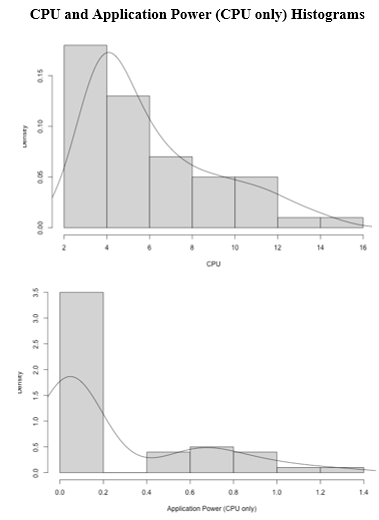 CPU and Application Power (CPU only) Histograms
0.15
0.10
Density
0.05
0.00
2 4 6 8 10 12 14 16
CPU
3.5
3.0
2.5
2.0
Density
1.5
1.0
0.5
0.0
0.0 0.2 0.4 0.6 0.8 1.0 1.2 1.4
Application Power (CPU only)